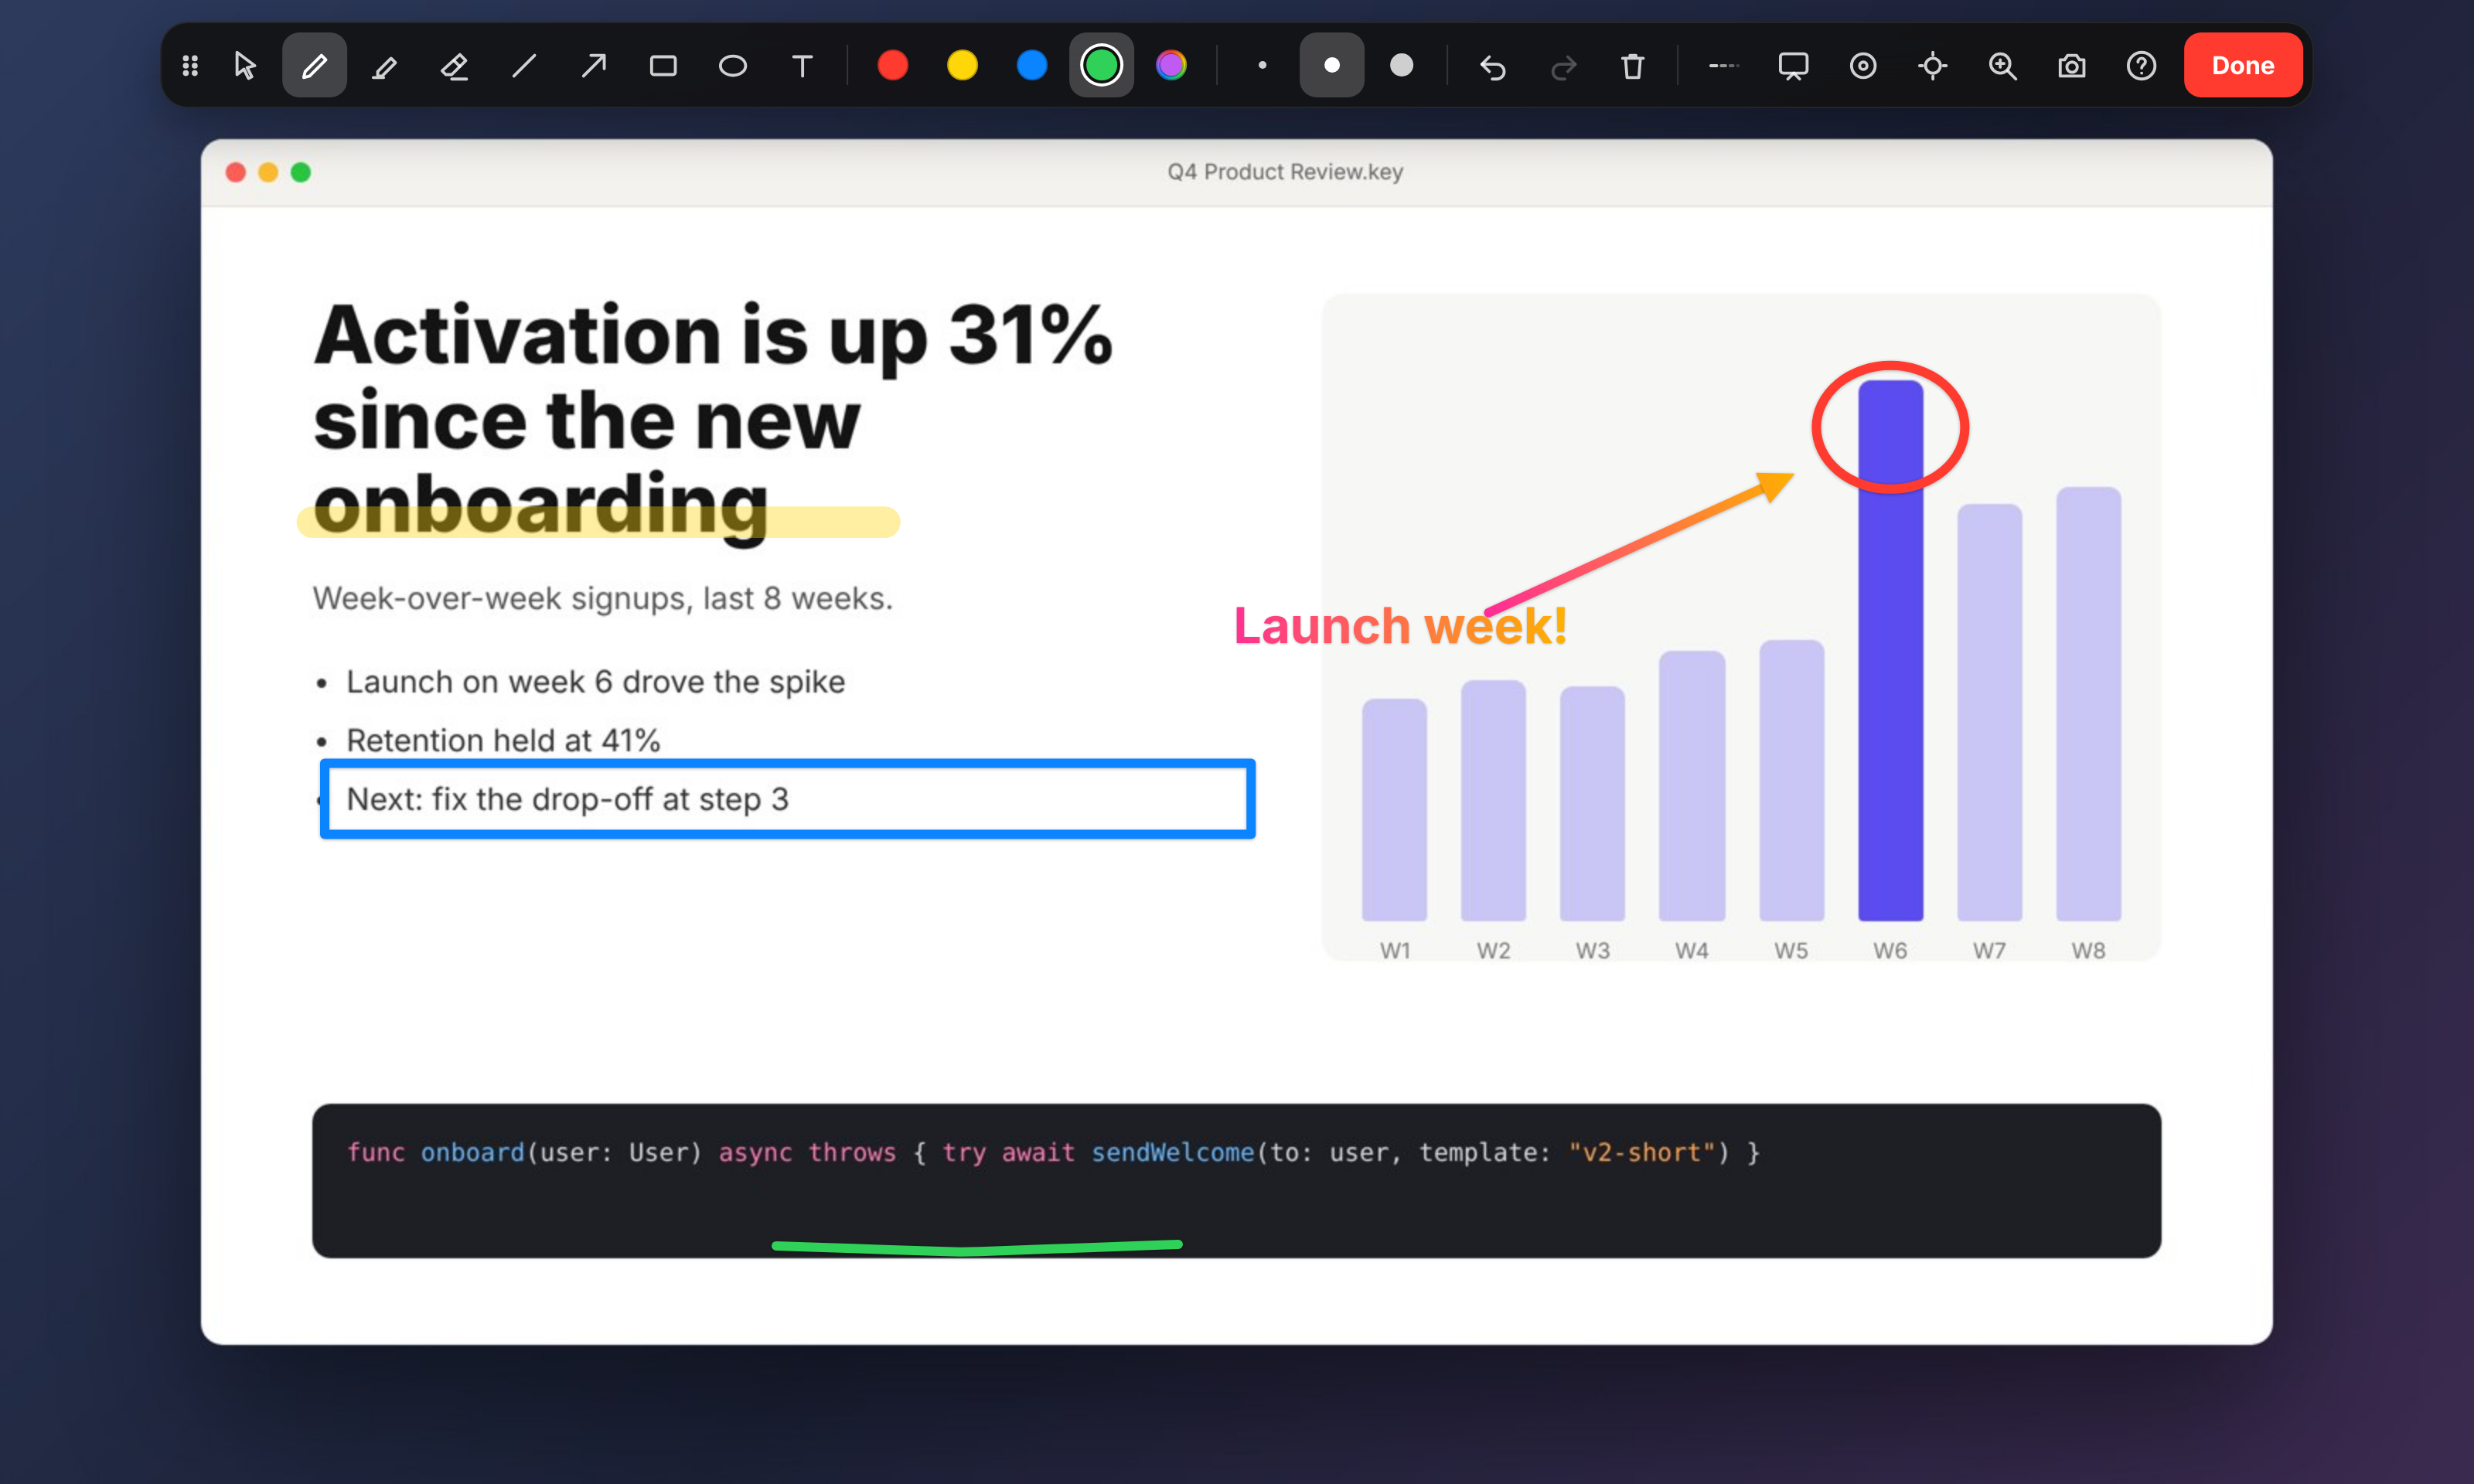 Done
Q4 Product Review.key
Activation is up 31%
since the new
onboarding
Week-over-week signups, last 8 weeks.
• Launch on week 6 drove the spike
• Retention held at 41%
• Next: fix the drop-off at step 3
Launch week!
W1 W2 W3 W4 W5 W6 W7 W8
func onboard(user: User) async throws { try await sendWelcome(to: user, template: "v2-short") }